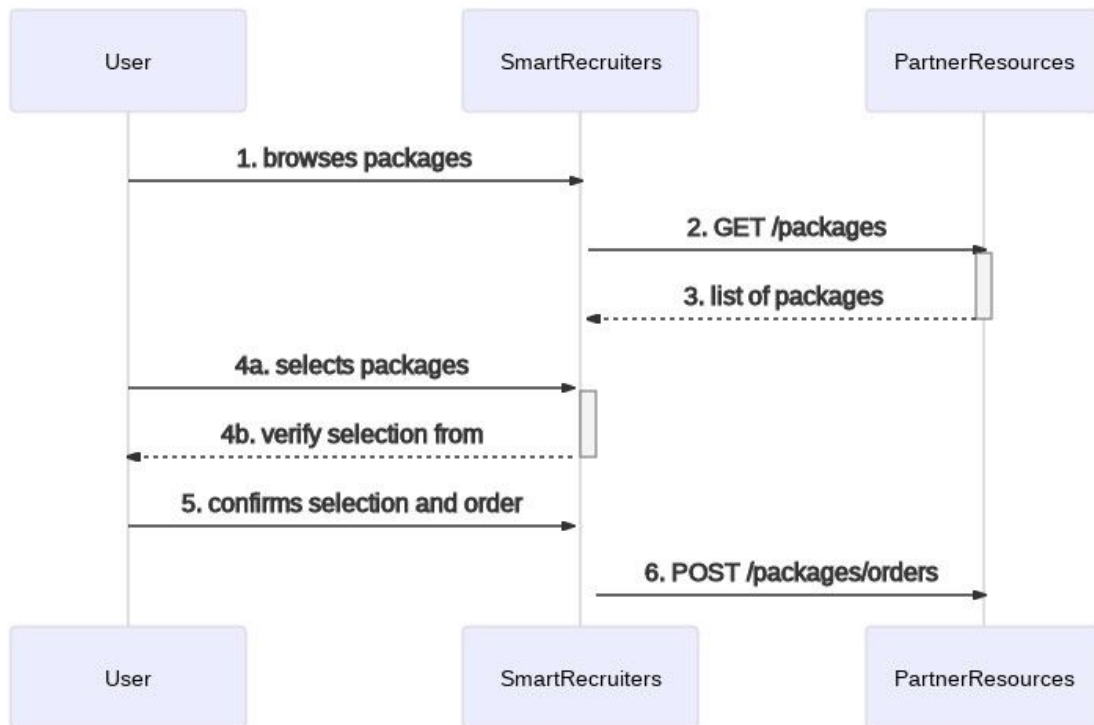 User
SmartRecruiters
PartnerResources
1. browses packages
2. GET /packages
3. list of packages
4a. selects packages
4b. verify selection from
5. confirms selection and order
6. POST /packages/orders
User
SmartRecruiters
PartnerResources